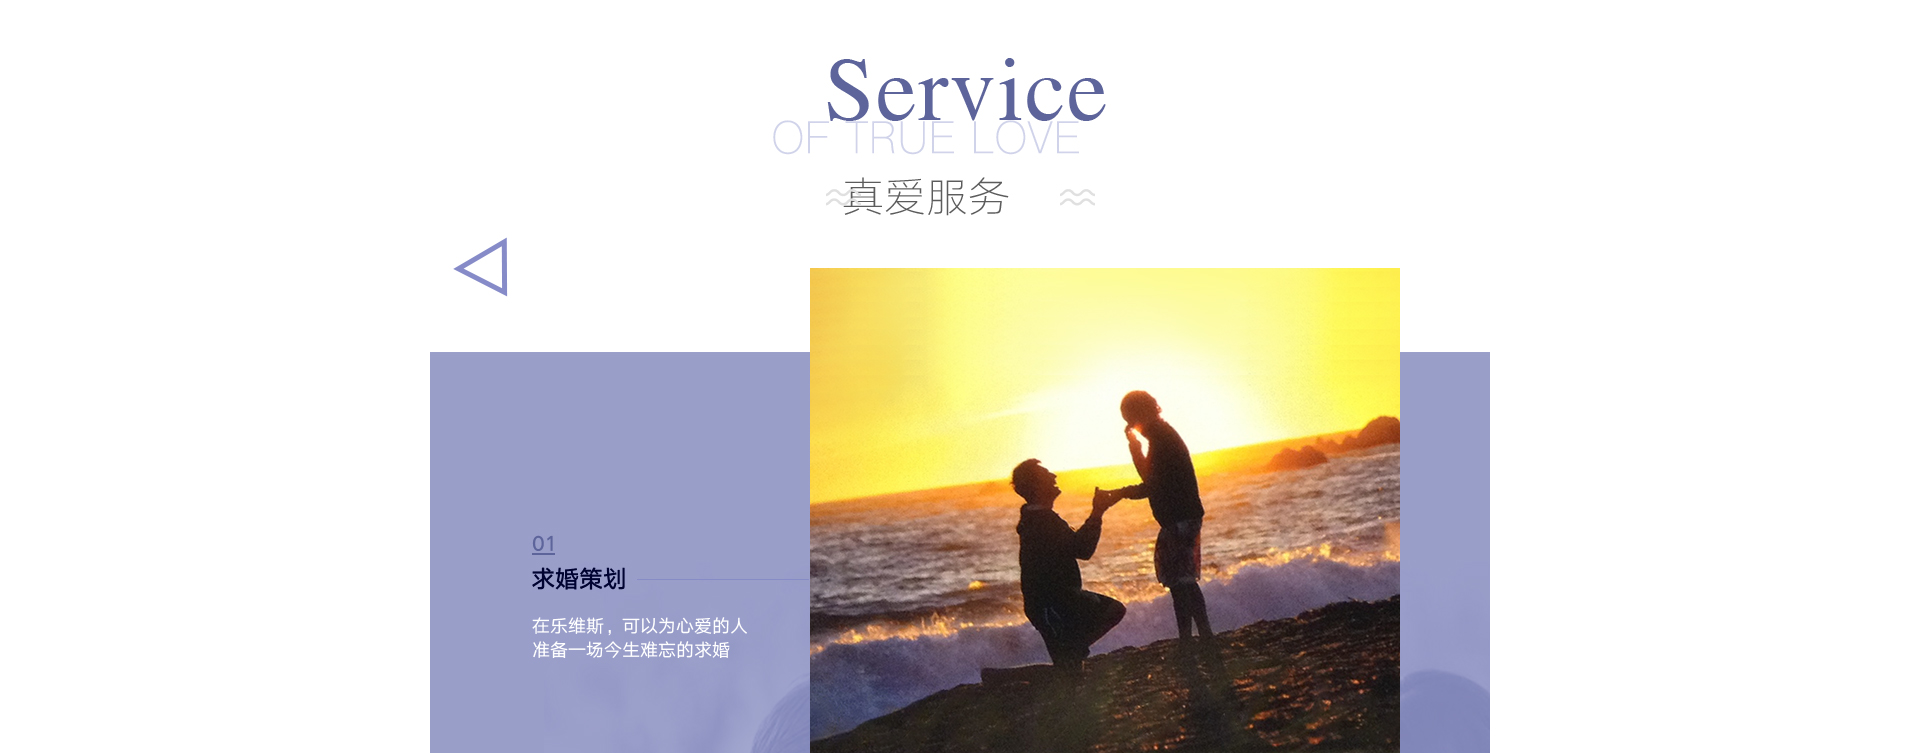 Service
OF TRUE LOVE
真爱服务
01
求婚策划
在乐维斯，可以为心爱的人
准备一场今生难忘的求婚